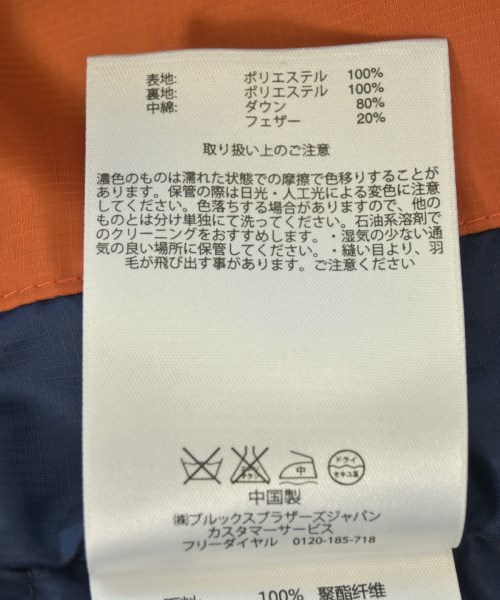 表地: ポリエステル 100%
裏地: ポリエステル 100%
中綿: ダウン 80%
フェザー 20%
取り扱い上のご注意
濃色のものは濡れた状態での摩擦で色移りすることが
あります。保管の際は日光・人工光による変色に注意
してください。色落ちする場合がありますので、他の
ものとは分け単独にて洗ってください。石油系溶剤で
のクリーニングをおすすめします。・湿気の少ない通
気の良い場所に保管してください。・縫い目より、羽
毛が飛び出す事があります。ご注意ください
ドライ
セキユ系
中国製
㈱ブルックスブラザーズジャパン
カスタマーサービス
フリーダイヤル 0120-185-718
100% 聚酯纤维